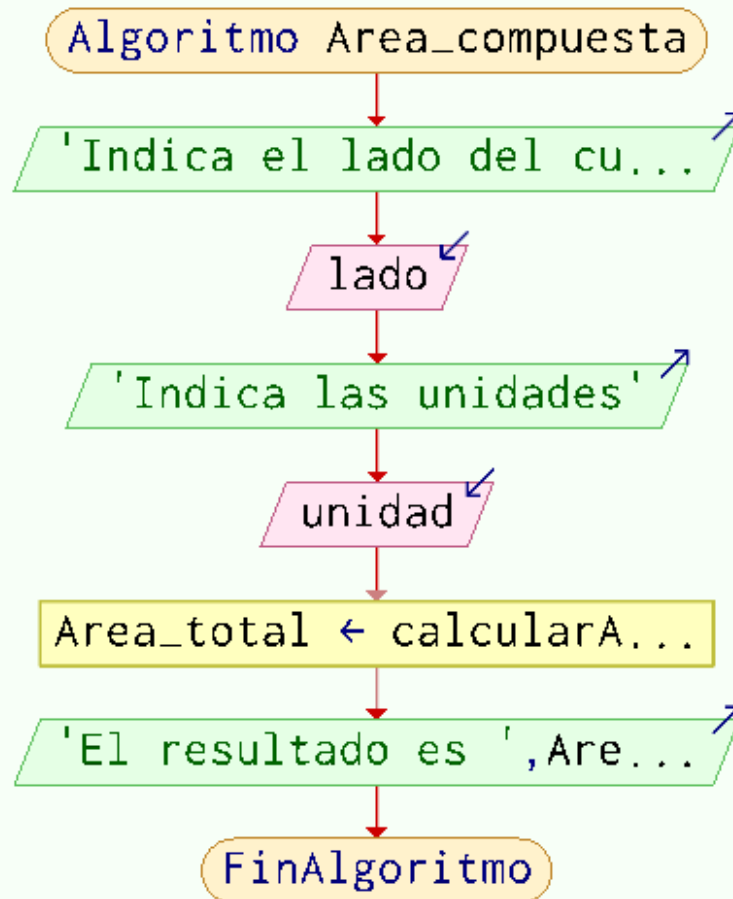 Algoritmo Area_compuesta
'Indica el lado del cu...
lado
'Indica las unidades'
unidad
Area_total ← calcularA...
'El resultado es ',Are...
FinAlgoritmo